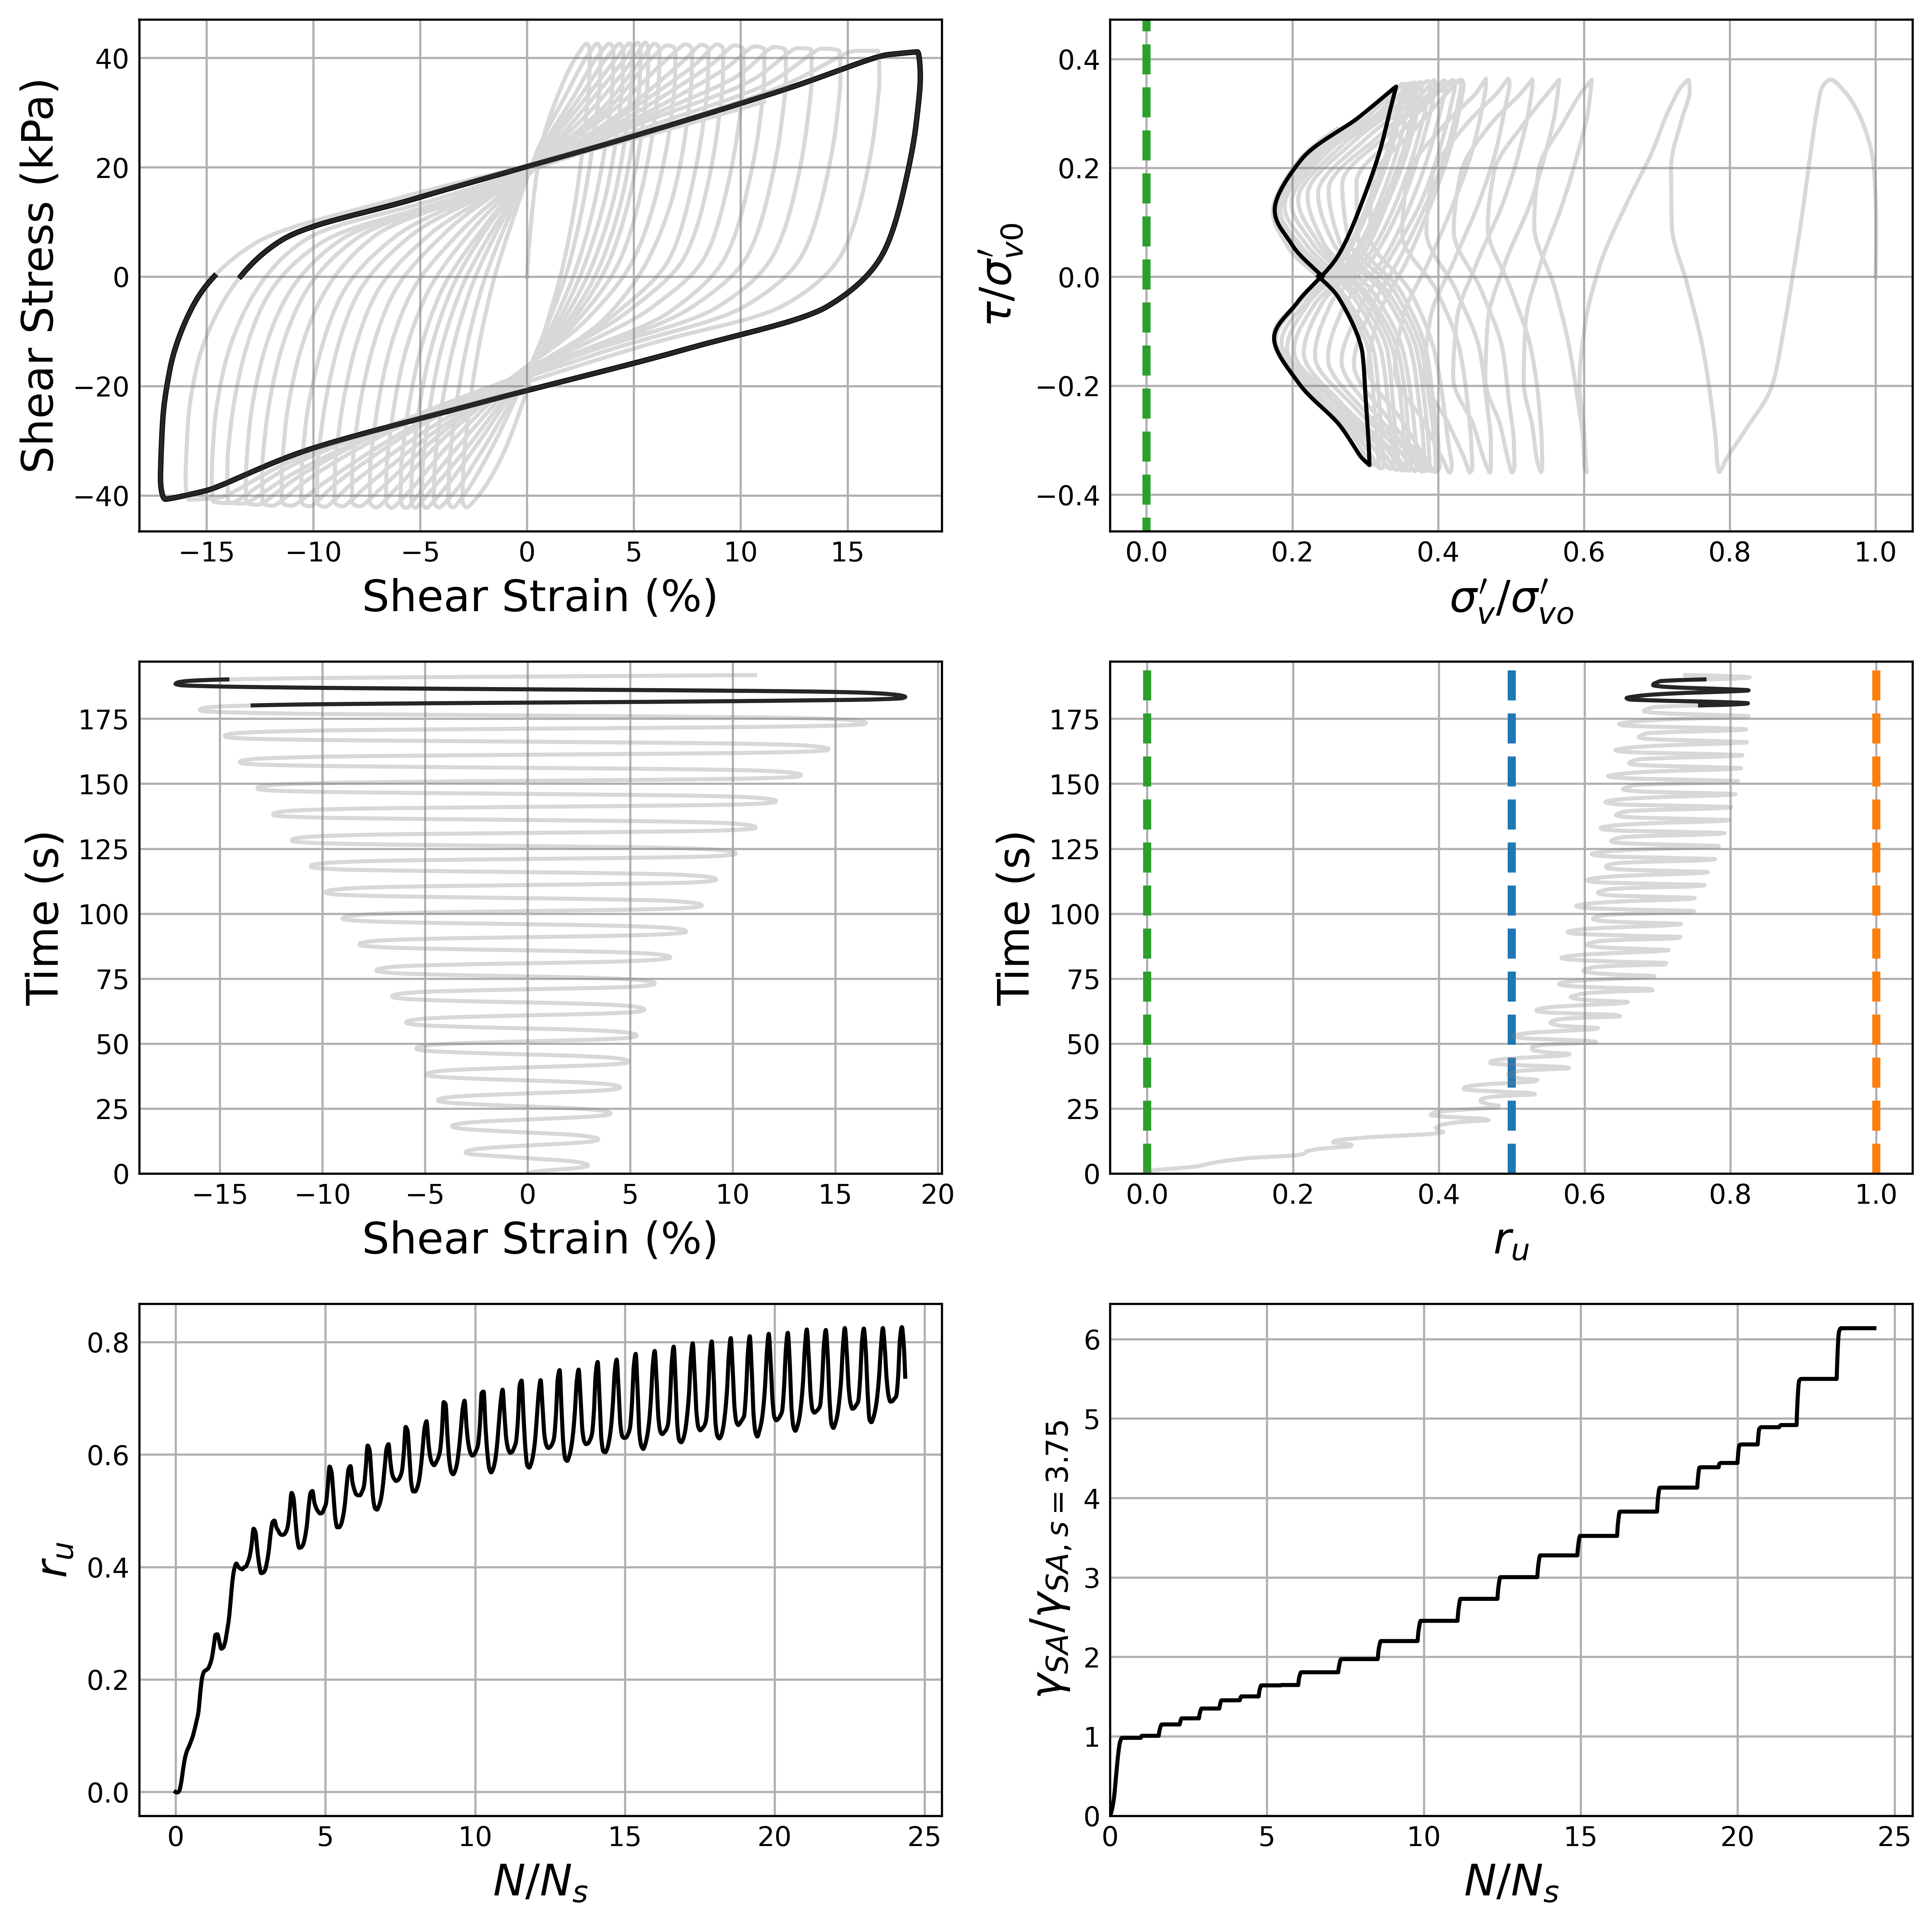 40
20
0
−20
−40
Shear Stress (kPa)
−15 −10 −5 0 5 10 15
Shear Strain (%)
0.4
0.2
0.0
−0.2
−0.4
τ/σ′v0
0.0 0.2 0.4 0.6 0.8 1.0
σ′v/σ′vo
175
150
125
100
75
50
25
0
Time (s)
−15 −10 −5 0 5 10 15 20
Shear Strain (%)
175
150
125
100
75
50
25
0
Time (s)
0.0 0.2 0.4 0.6 0.8 1.0
ru
0.8
0.6
0.4
0.2
0.0
ru
0 5 10 15 20 25
N/Ns
6
5
4
3
2
1
0
γSA/γSA, s = 3.75
0 5 10 15 20 25
N/Ns